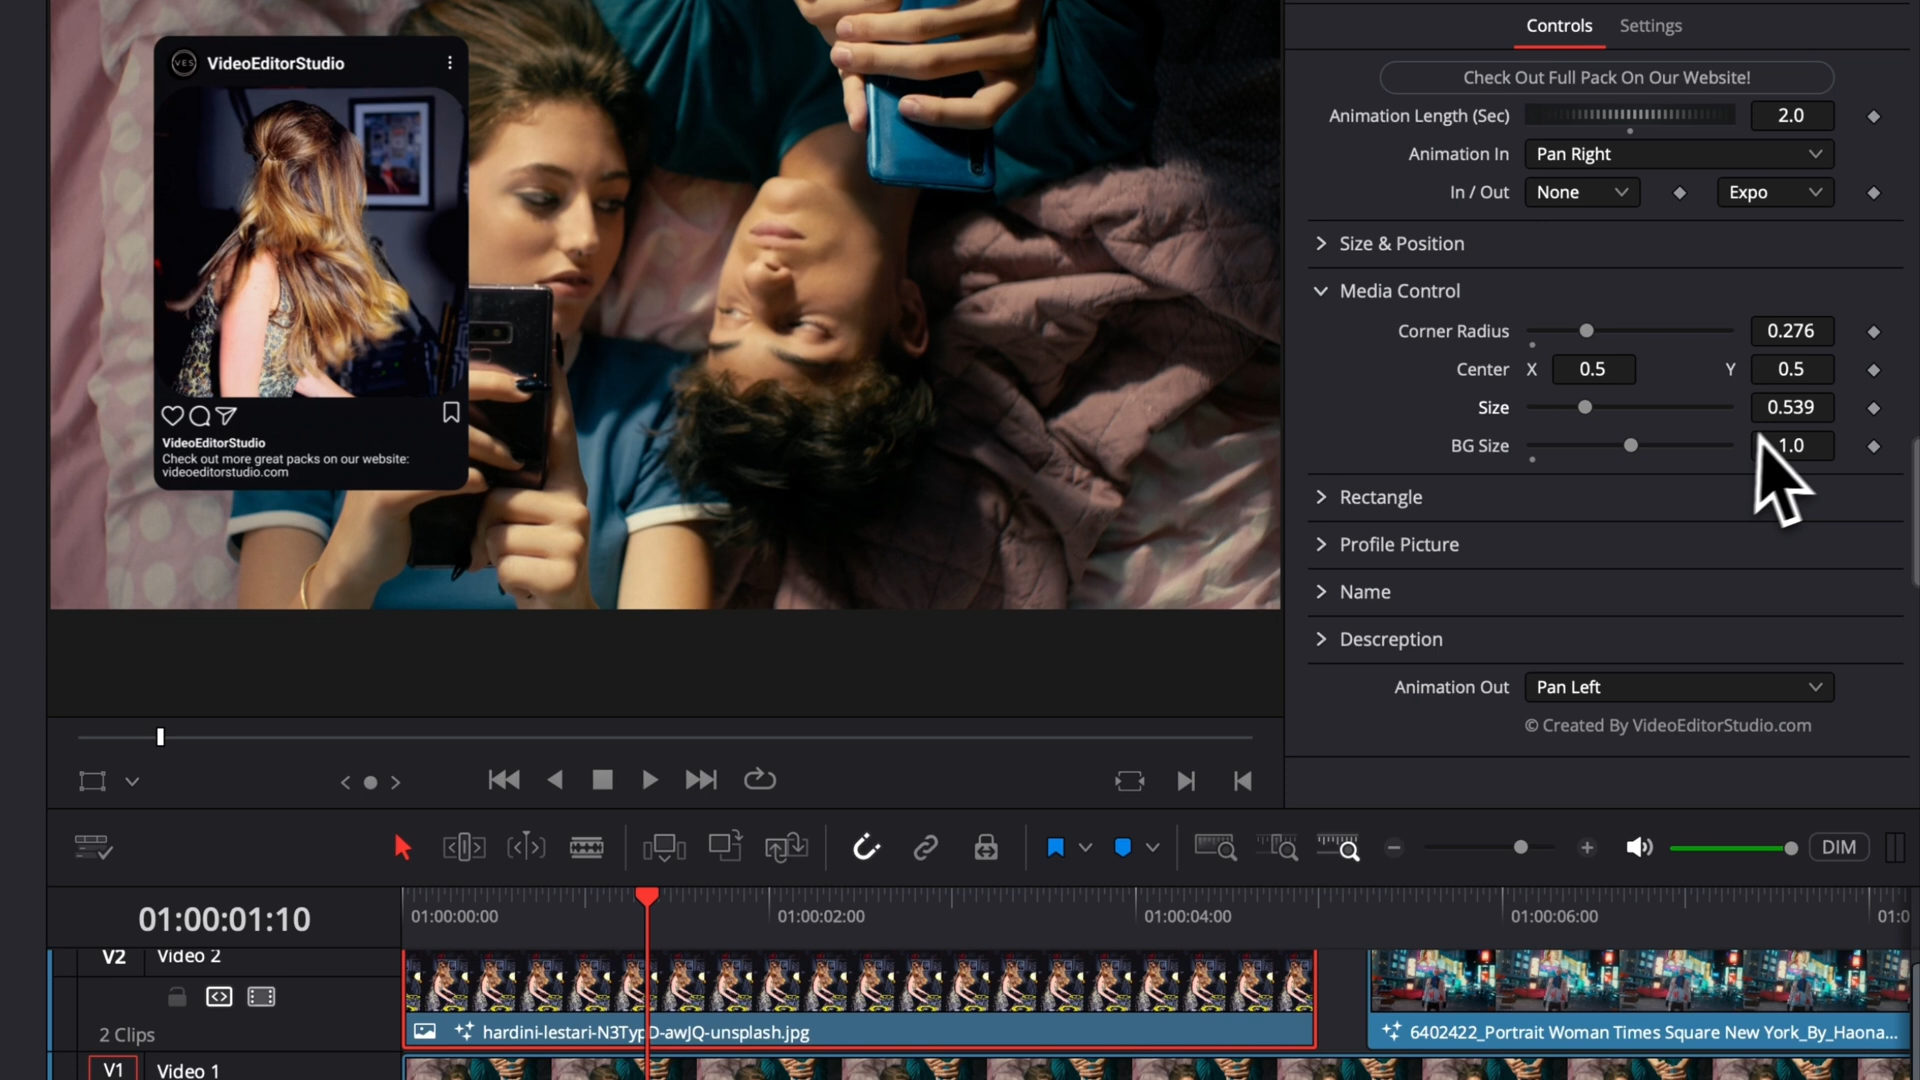 VES VideoEditorStudio
VideoEditorStudio
Check out more great packs on our website:
videoeditorstudio.com
Controls Settings
Check Out Full Pack On Our Website!
Animation Length (Sec) 2.0
Animation In Pan Right
In / Out None Expo
Size & Position
Media Control
Corner Radius 0.276
Center X 0.5 Y 0.5
Size 0.539
BG Size 1.0
Rectangle
Profile Picture
Name
Descreption
Animation Out Pan Left
© Created By VideoEditorStudio.com
DIM
01:00:01:10
01:00:00:00 01:00:02:00 01:00:04:00 01:00:06:00 01:0
V2 Video 2
2 Clips
hardini-lestari-N3TypD-awJQ-unsplash.jpg
6402422_Portrait Woman Times Square New York_By_Haona...
V1 Video 1